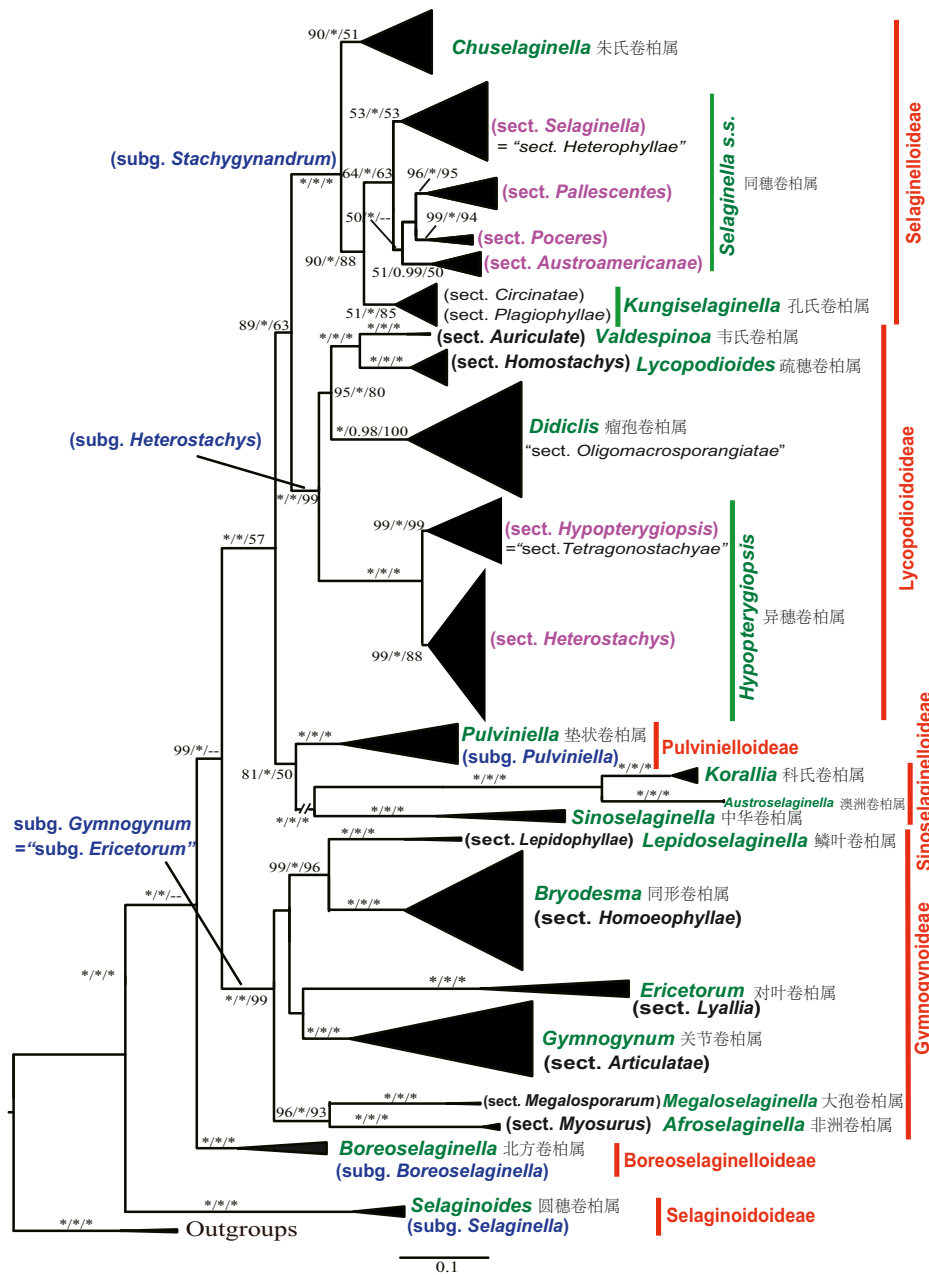 90/*/51
Chuselaginella 朱氏卷柏属
53/*/53
(sect. Selaginella)
= “sect. Heterophyllae”
(subg. Stachygynandrum)
*/*/*
64/*/63
96/*/95
(sect. Pallescentes)
50/*/--
99/*/94
(sect. Poceres)
(sect. Austroamericanae)
51/0.99/50
90/*/88
Selaginella s.s.
同穗卷柏属
Selaginelloideae
(sect. Circinatae)
(sect. Plagiophyllae)
Kungiselaginella 孔氏卷柏属
51/*/85
89/*/63
*/*/*
*/*/*
(sect. Auriculate) Valdespinoa 韦氏卷柏属
*/*/*
(sect. Homostachys) Lycopodioides 疏穗卷柏属
95/*/80
*/0.98/100
Didiclis 瘤孢卷柏属
“sect. Oligomacrosporangiatae”
(subg. Heterostachys)
*/*/99
99/*/99
(sect. Hypopterygiopsis)
=“sect.Tetragonostachyae”
*/*/57
*/*/*
(sect. Heterostachys)
99/*/88
Hypopterygiopsis
异穗卷柏属
Lycopodioidoideae
*/*/*
Pulviniella 垫状卷柏属
(subg. Pulviniella)
Pulvinielloideae
99/*/--
81/*/50
*/*/*
*/*/*
Korallia 科氏卷柏属
*/*/*
Austroselaginella 澳洲卷柏属
*/*/*
*/*/*
Sinoselaginella 中华卷柏属
Sinoselaginelloideae
subg. Gymnogynum
=“subg. Ericetorum”
(sect. Lepidophyllae) Lepidoselaginella 鳞叶卷柏属
*/*/*
99/*/96
Bryodesma 同形卷柏属
(sect. Homoeophyllae)
*/*/*
*/*/--
*/*/*
*/*/99
*/*/*
Ericetorum 对叶卷柏属
(sect. Lyallia)
*/*/*
Gymnogynum 关节卷柏属
(sect. Articulatae)
Gymnogynoideae
*/*/*
(sect. Megalosporarum) Megaloselaginella 大孢卷柏属
96/*/93
*/*/*
(sect. Myosurus) Afroselaginella 非洲卷柏属
*/*/*
Boreoselaginella 北方卷柏属
(subg. Boreoselaginella)
Boreoselaginelloideae
*/*/*
Selaginoides 圆穗卷柏属
(subg. Selaginella)
Selaginoidoideae
*/*/*
Outgroups
0.1